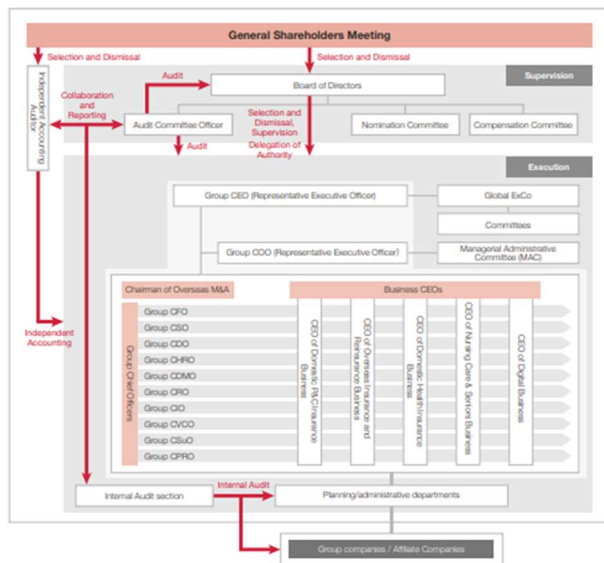 General Shareholders Meeting
Selection and Dismissal
Selection and Dismissal
Supervision
Independent Accounting
Auditor
Collaboration
and
Reporting
Audit
Board of Directors
Audit Committee Officer
Selection
and Dismissal,
Supervision
Nomination Committee
Compensation Committee
Audit
Delegation of
Authority
Execution
Group CEO (Representative Executive Officer)
Global ExCo
Committees
Group COO (Representative Executive Officer)
Managerial Administrative
Committee (MAC)
Chairman of Overseas M&A
Business CEOs
Independent
Accounting
Group Chief Officers
Group CFO
Group CSO
Group CDO
Group CHRO
Group CDMO
Group CRO
Group CIO
Group CVCO
Group CSuO
Group CPRO
CEO of Domestic P&C Insurance
Business
CEO of Overseas Insurance and
Reinsurance Business
CEO of Domestic Health Insurance
Business
CEO of Nursing Care & Seniors Business
CEO of Digital Business
Internal Audit section
Internal Audit
Planning/administrative departments
Group companies / Affiliate Companies